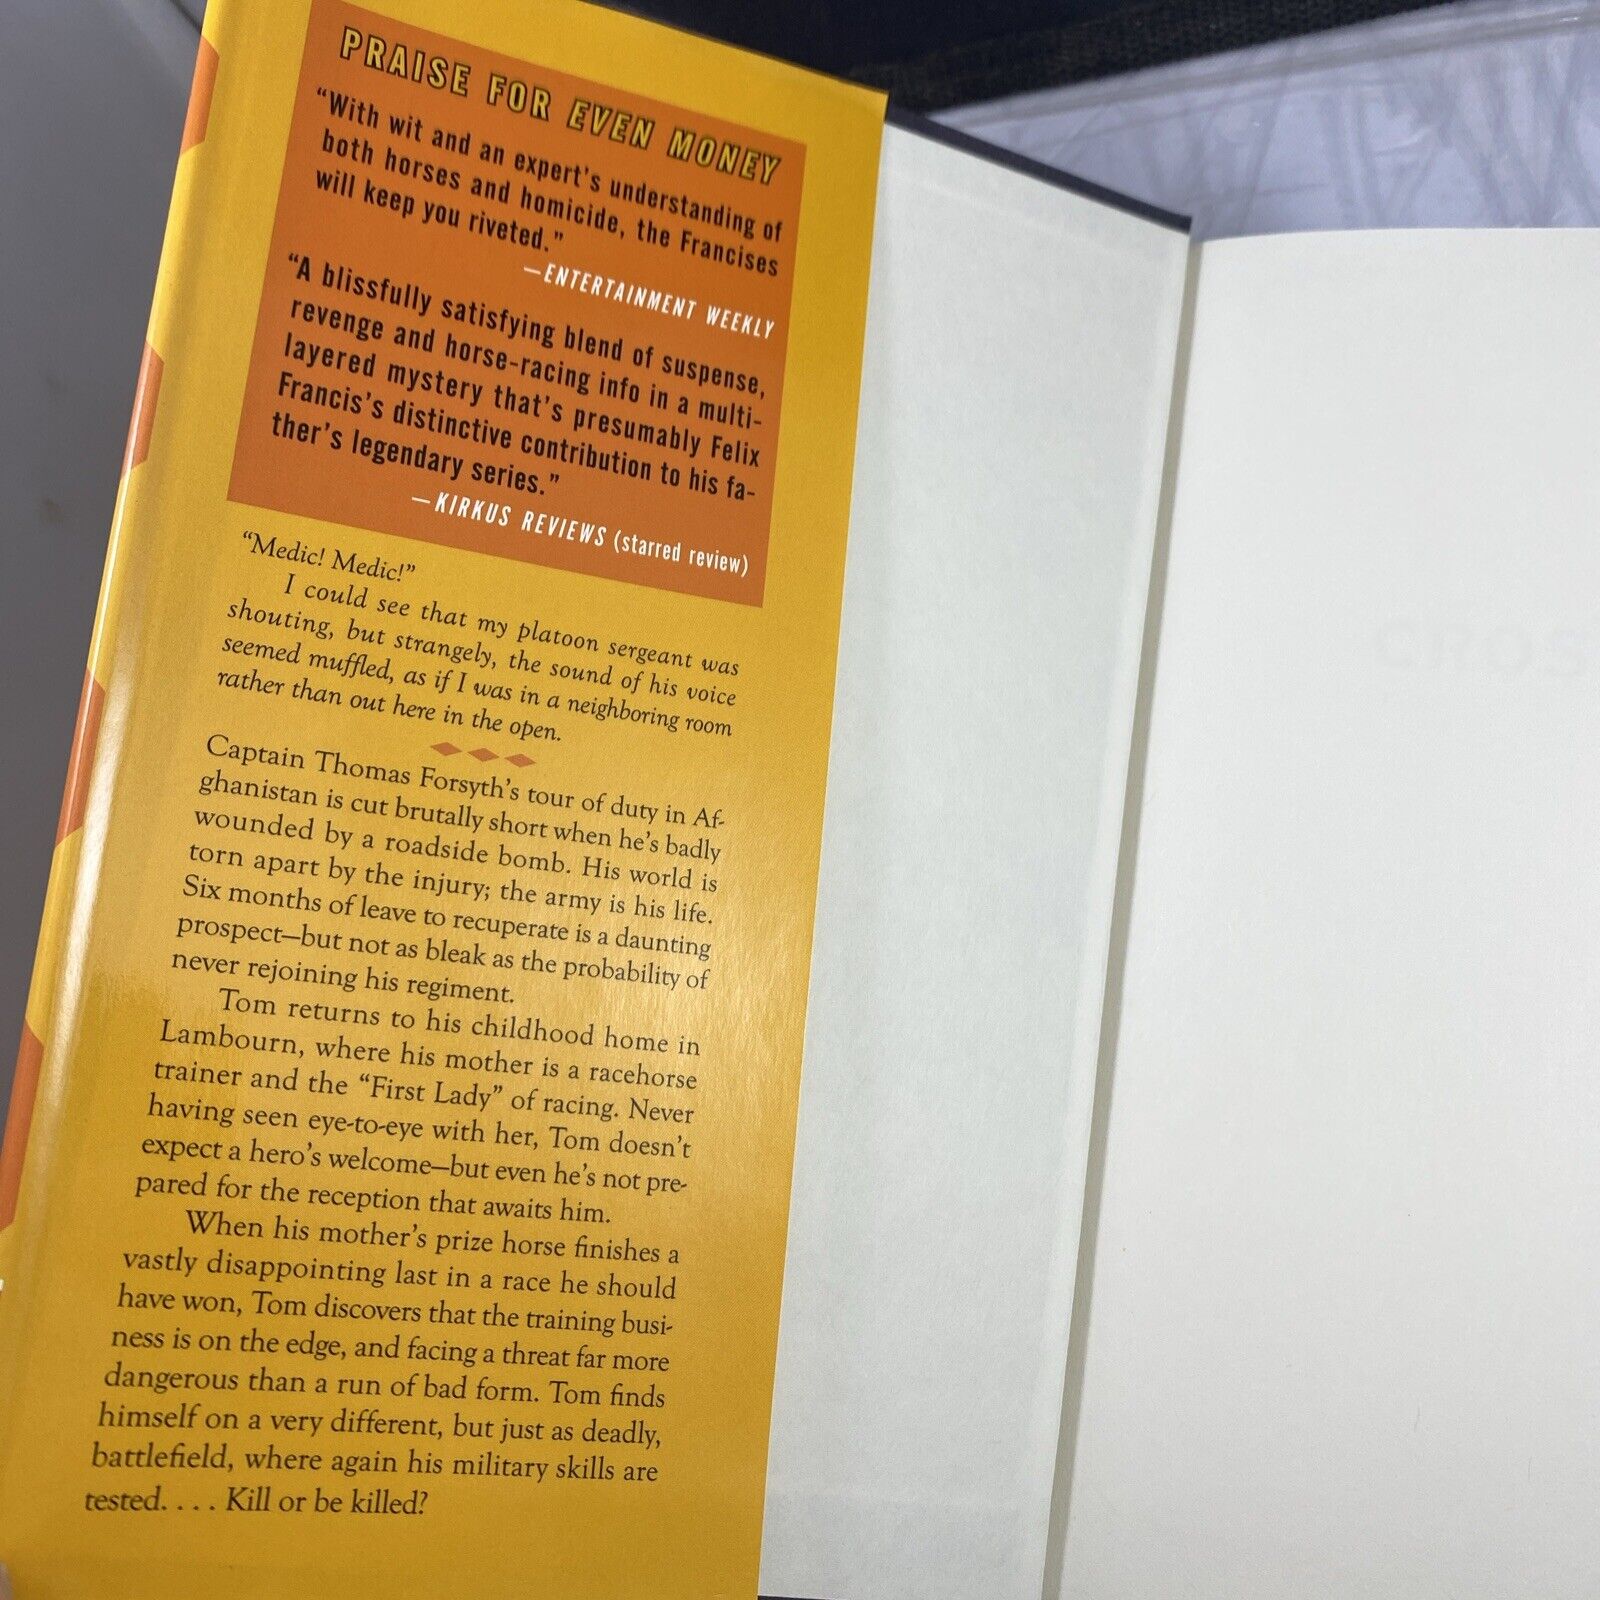 PRAISE FOR EVEN MONEY
“With wit and an expert’s understanding of
both horses and homicide, the Francises
will keep you riveted.”
—ENTERTAINMENT WEEKLY
“A blissfully satisfying blend of suspense,
revenge and horse-racing info in a multi-
layered mystery that’s presumably Felix
Francis’s distinctive contribution to his fa-
ther’s legendary series.”
—KIRKUS REVIEWS (starred review)
“Medic! Medic!”
I could see that my platoon sergeant was
shouting, but strangely, the sound of his voice
seemed muffled, as if I was in a neighboring room
rather than out here in the open.
Captain Thomas Forsyth’s tour of duty in Af-
ghanistan is cut brutally short when he’s badly
wounded by a roadside bomb. His world is
torn apart by the injury; the army is his life.
Six months of leave to recuperate is a daunting
prospect—but not as bleak as the probability of
never rejoining his regiment.
Tom returns to his childhood home in
Lambourn, where his mother is a racehorse
trainer and the “First Lady” of racing. Never
having seen eye-to-eye with her, Tom doesn’t
expect a hero’s welcome—but even he’s not pre-
pared for the reception that awaits him.
When his mother’s prize horse finishes a
vastly disappointing last in a race he should
have won, Tom discovers that the training busi-
ness is on the edge, and facing a threat far more
dangerous than a run of bad form. Tom finds
himself on a very different, but just as deadly,
battlefield, where again his military skills are
tested. . . . Kill or be killed?